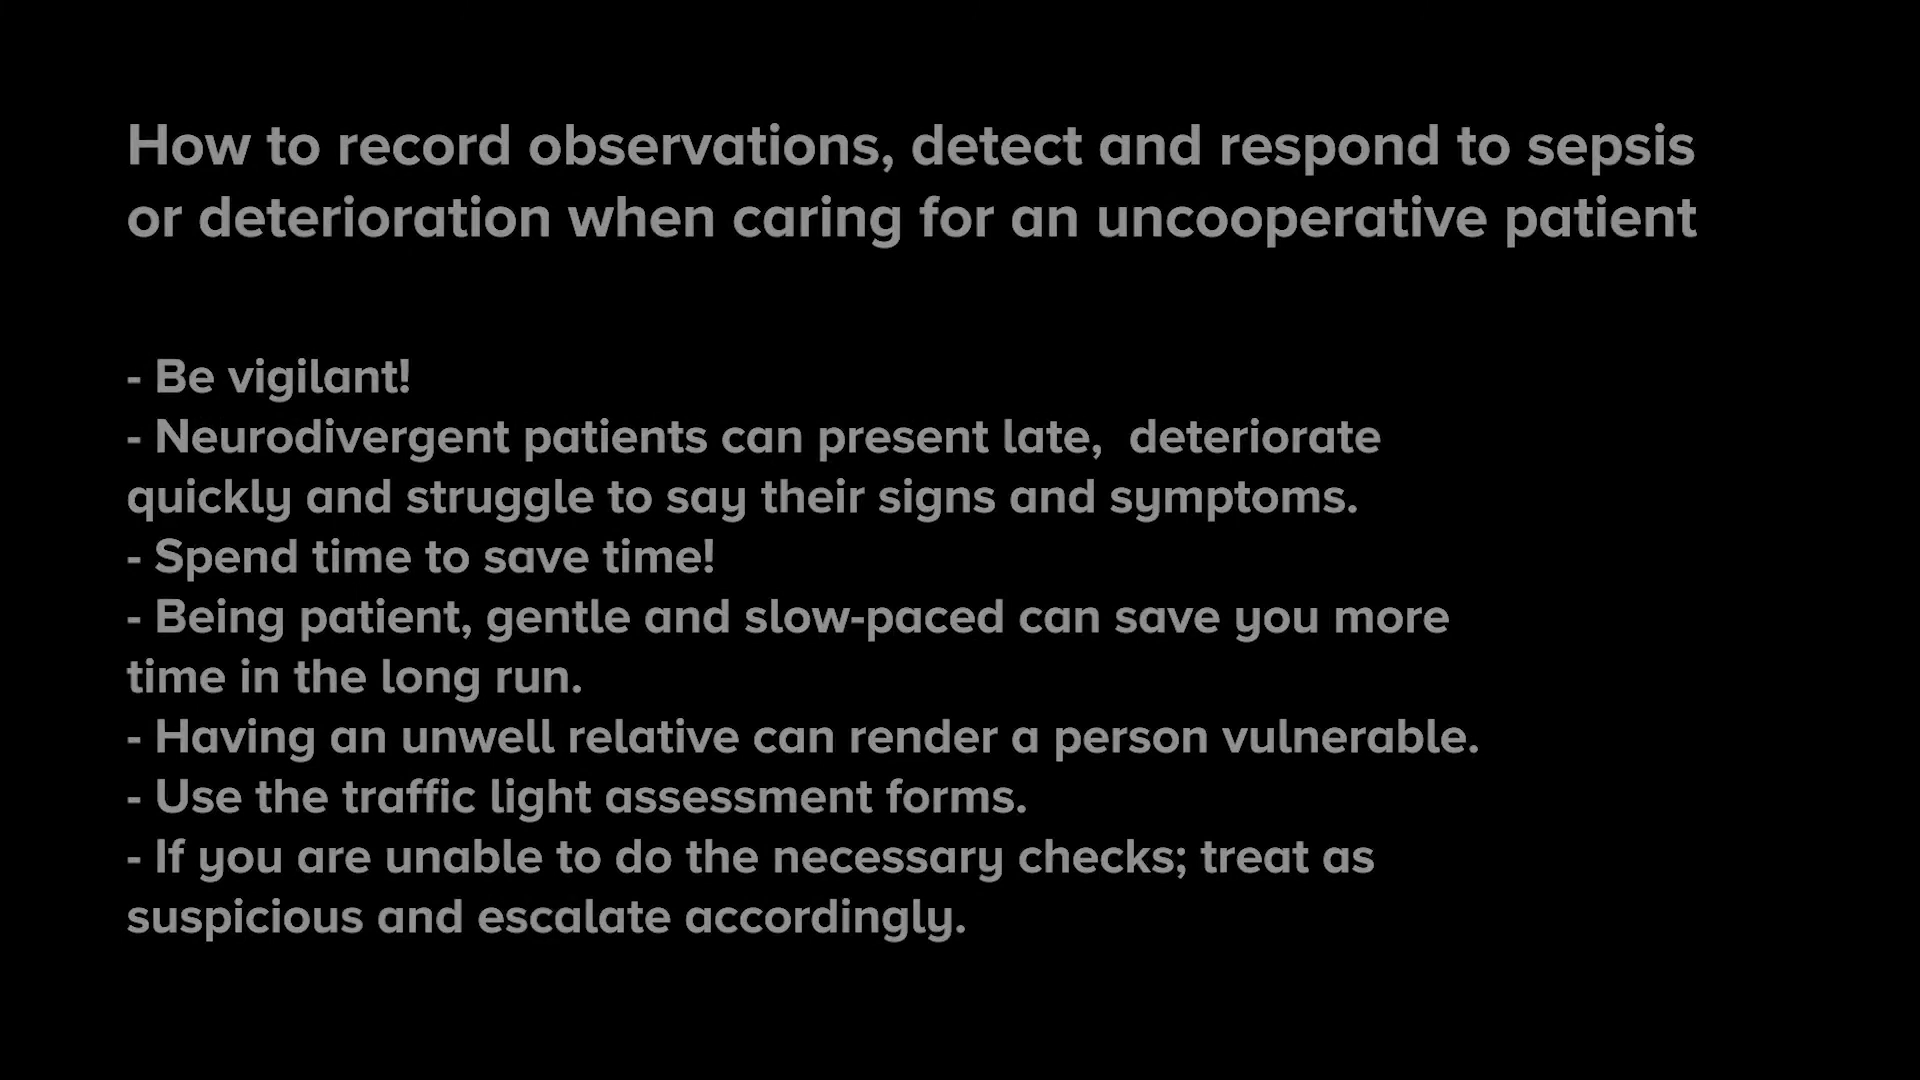 How to record observations, detect and respond to sepsis
or deterioration when caring for an uncooperative patient
- Be vigilant!
- Neurodivergent patients can present late,  deteriorate
quickly and struggle to say their signs and symptoms.
- Spend time to save time!
- Being patient, gentle and slow-paced can save you more
time in the long run.
- Having an unwell relative can render a person vulnerable.
- Use the traffic light assessment forms.
- If you are unable to do the necessary checks; treat as
suspicious and escalate accordingly.